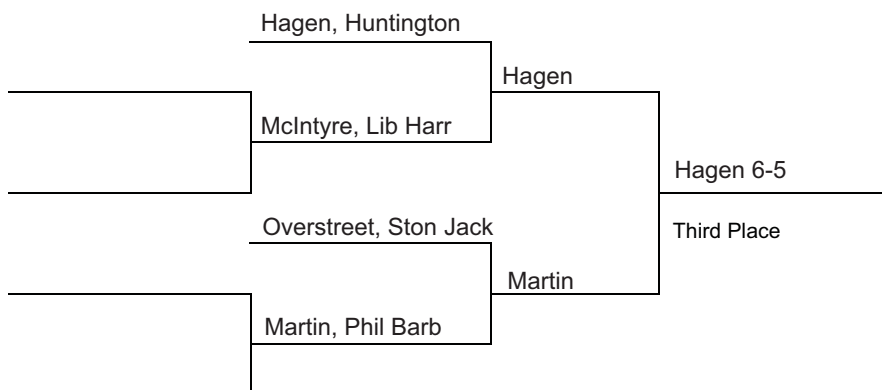 Hagen, Huntington
Hagen
McIntyre, Lib Harr
Hagen 6-5
Overstreet, Ston Jack
Third Place
Martin
Martin, Phil Barb